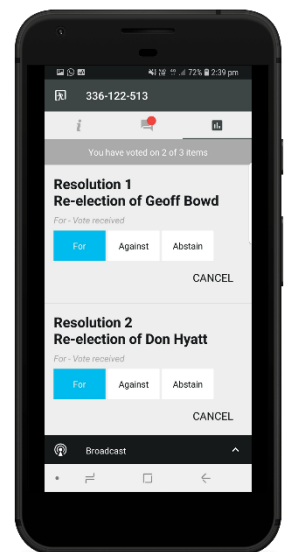 72% 2:39 pm
336-122-513
You have voted on 2 of 3 items
Resolution 1
Re-election of Geoff Bowd
For - Vote received
For Against Abstain
CANCEL
Resolution 2
Re-election of Don Hyatt
For - Vote received
For Against Abstain
CANCEL
Broadcast